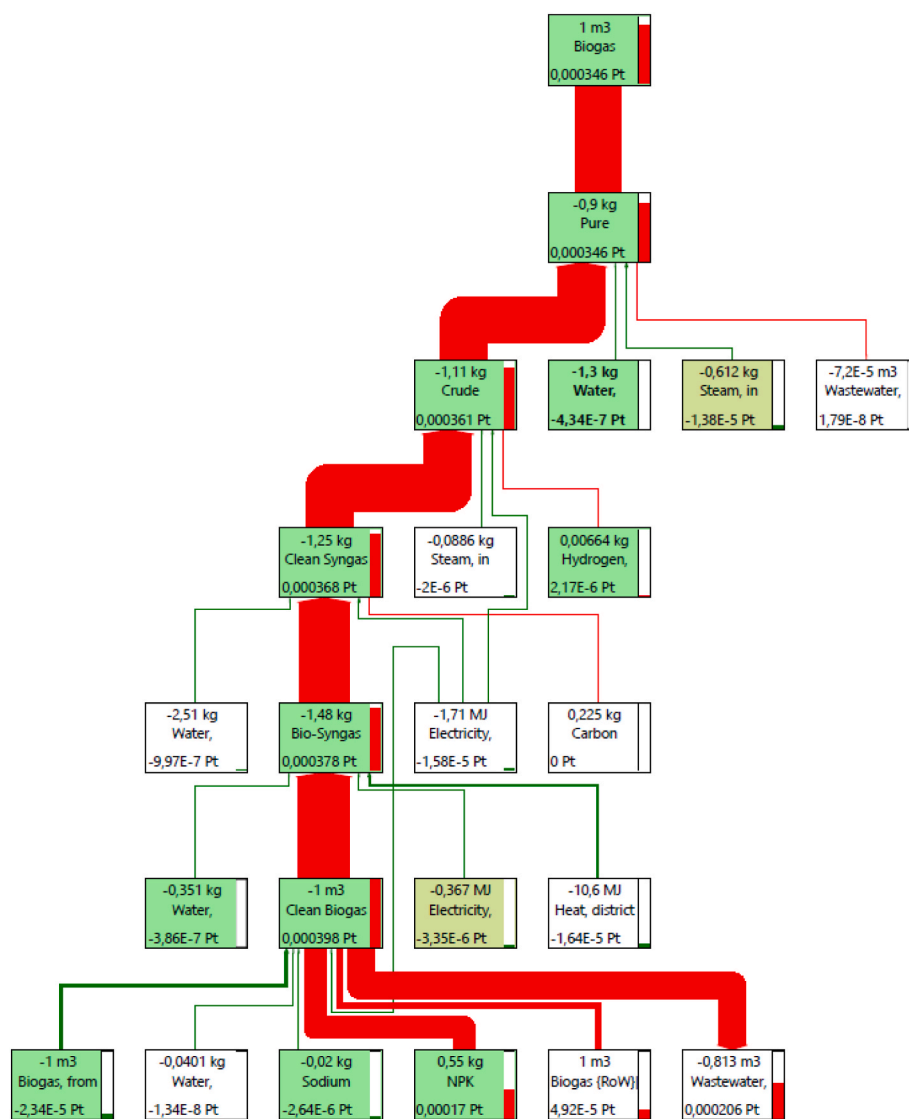 1 m3
Biogas
0,000346 Pt
-0,9 kg
Pure
0,000346 Pt
-1,11 kg
Crude
0,000361 Pt
-1,3 kg
Water,
-4,34E-7 Pt
-0,612 kg
Steam, in
-1,38E-5 Pt
-7,2E-5 m3
Wastewater,
1,79E-8 Pt
-1,25 kg
Clean Syngas
0,000368 Pt
-0,0886 kg
Steam, in
-2E-6 Pt
0,00664 kg
Hydrogen,
2,17E-6 Pt
-2,51 kg
Water,
-9,97E-7 Pt
-1,48 kg
Bio-Syngas
0,000378 Pt
-1,71 MJ
Electricity,
-1,58E-5 Pt
0,225 kg
Carbon
0 Pt
-0,351 kg
Water,
-3,86E-7 Pt
-1 m3
Clean Biogas
0,000398 Pt
-0,367 MJ
Electricity,
-3,35E-6 Pt
-10,6 MJ
Heat, district
-1,64E-5 Pt
-1 m3
Biogas, from
-2,34E-5 Pt
-0,0401 kg
Water,
-1,34E-8 Pt
-0,02 kg
Sodium
-2,64E-6 Pt
0,55 kg
NPK
0,00017 Pt
1 m3
Biogas {RoW}|
4,92E-5 Pt
-0,813 m3
Wastewater,
0,000206 Pt